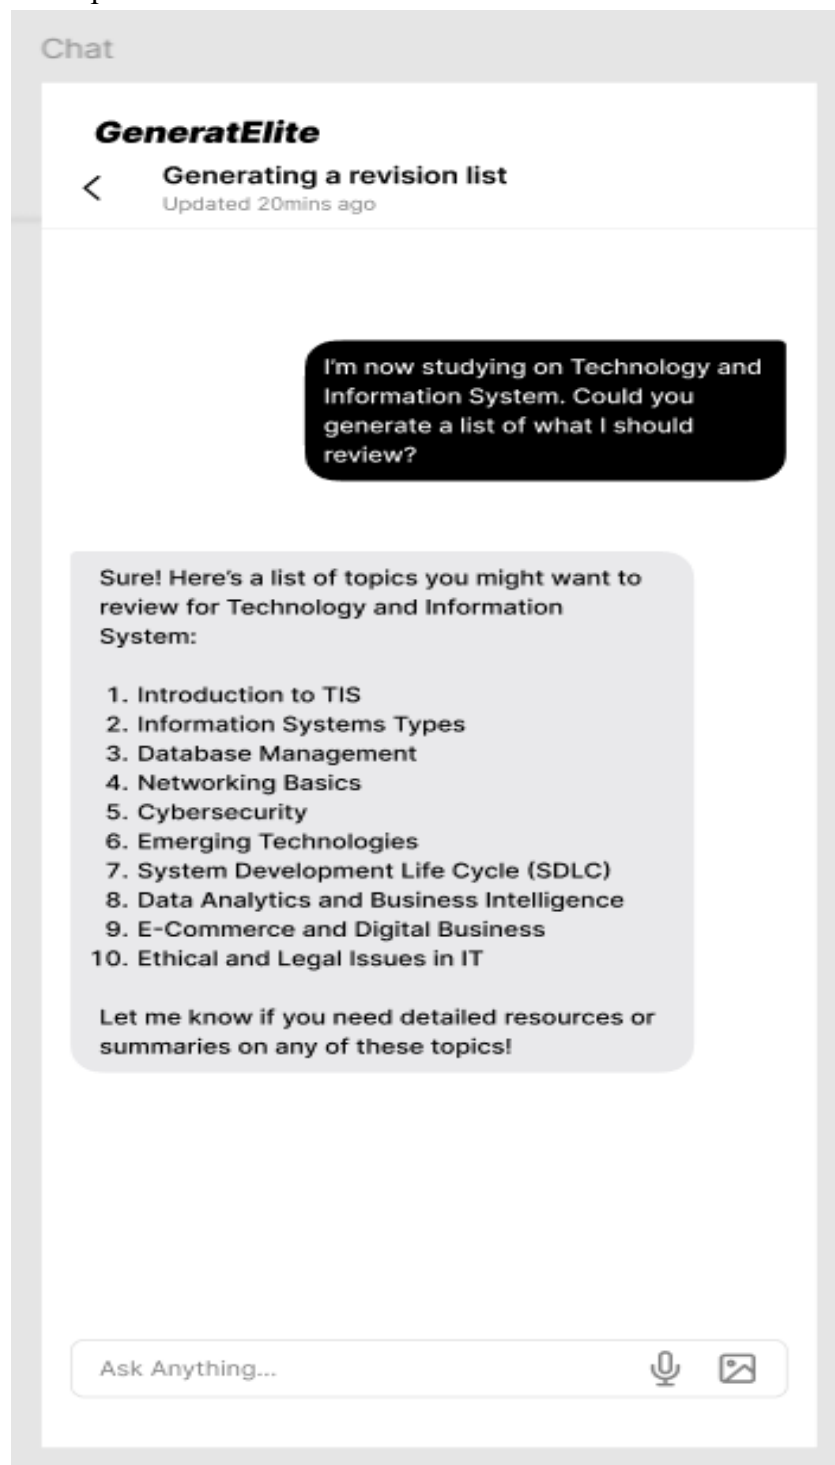 Chat
GeneratElite
Generating a revision list
Updated 20mins ago
I'm now studying on Technology and
Information System. Could you
generate a list of what I should
review?
Sure! Here's a list of topics you might want to
review for Technology and Information
System:
1. Introduction to TIS
2. Information Systems Types
3. Database Management
4. Networking Basics
5. Cybersecurity
6. Emerging Technologies
7. System Development Life Cycle (SDLC)
8. Data Analytics and Business Intelligence
9. E-Commerce and Digital Business
10. Ethical and Legal Issues in IT
Let me know if you need detailed resources or
summaries on any of these topics!
Ask Anything...